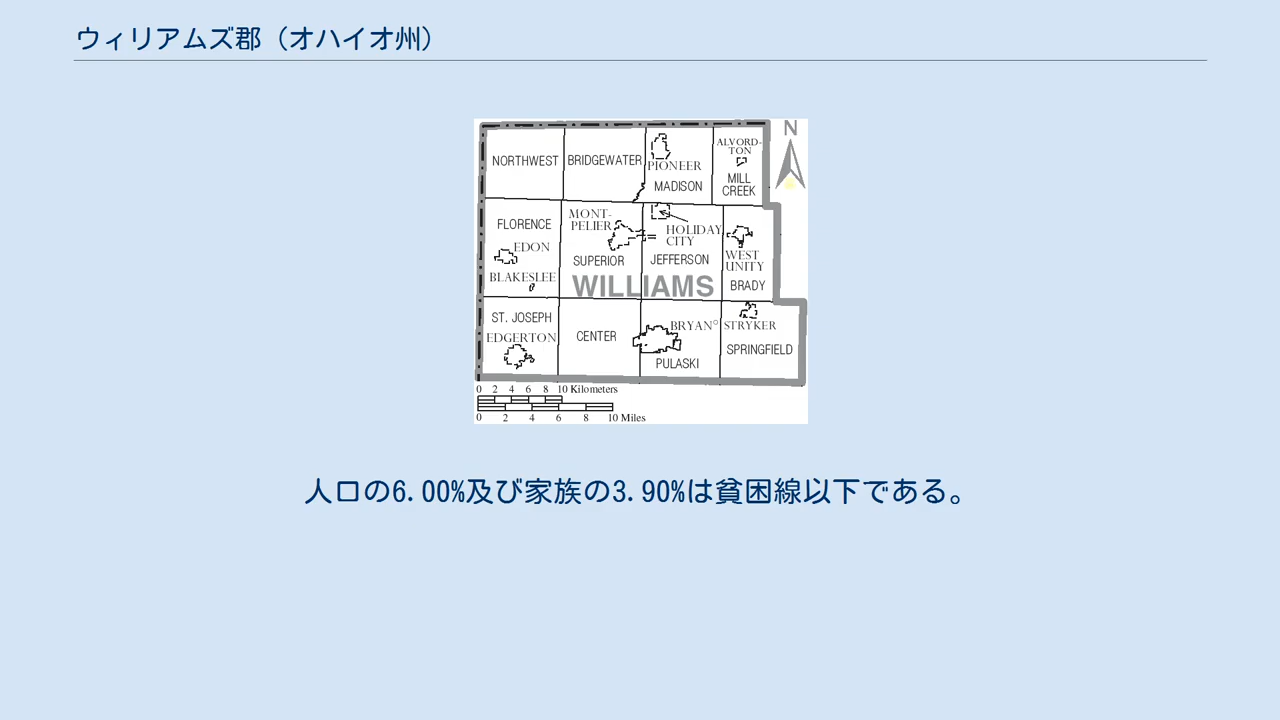 ウィリアムズ郡（オハイオ州）
N
NORTHWEST
BRIDGEWATER
PIONEER
MADISON
ALVORD-
TON
MILL
CREEK
FLORENCE
EDON
BLAKESLEE
MONT-
PELIER
SUPERIOR
HOLIDAY
CITY
JEFFERSON
WEST
UNITY
BRADY
WILLIAMS
ST. JOSEPH
EDGERTON
CENTER
BRYAN
PULASKI
STRYKER
SPRINGFIELD
0 2 4 6 8 10 Kilometers
0 2 4 6 8 10 Miles
人口の6.00%及び家族の3.90%は貧困線以下である。